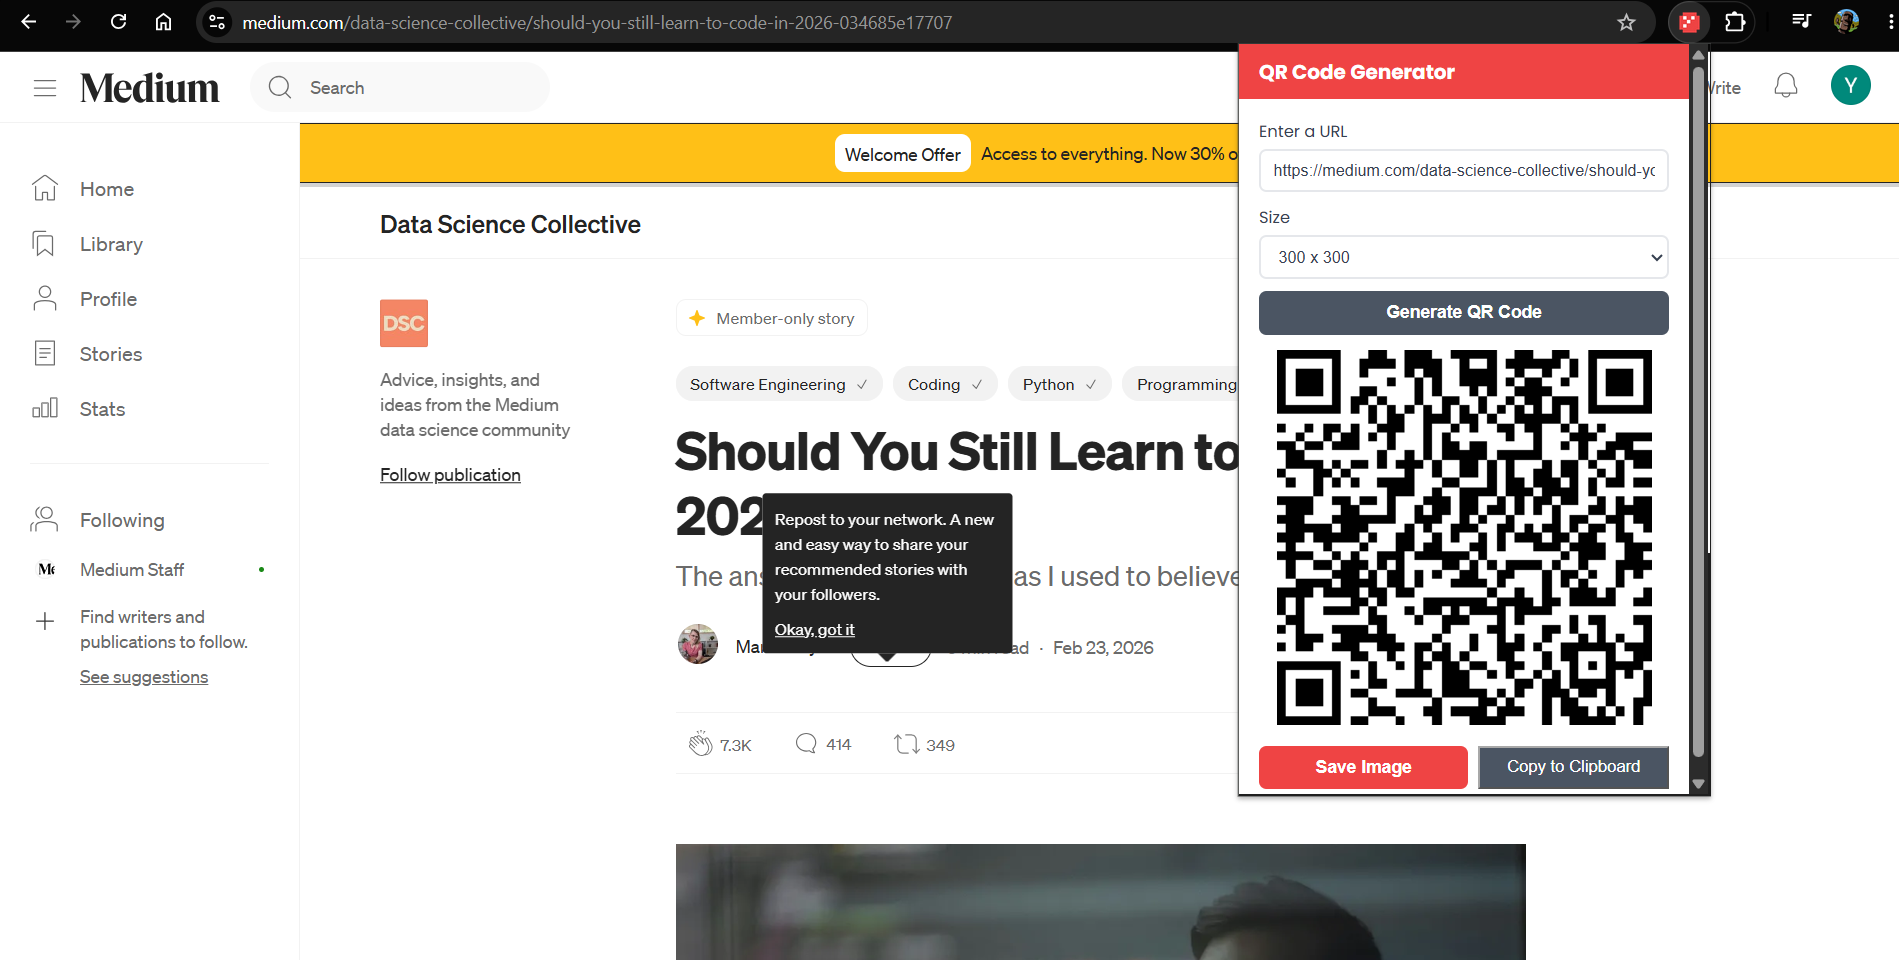 medium.com/data-science-collective/should-you-still-learn-to-code-in-2026-034685e17707
Medium
Search
Write
Y
Welcome Offer
Access to everything. Now 30% o
Home
Library
Profile
Stories
Stats
Following
Medium Staff
Find writers and
publications to follow.
See suggestions
Data Science Collective
DSC
Advice, insights, and
ideas from the Medium
data science community
Follow publication
Member-only story
Software Engineering
Coding
Python
Programming
Should You Still Learn to
202
The ans as I used to believe
Repost to your network. A new
and easy way to share your
recommended stories with
your followers.
Okay, got it
Feb 23, 2026
7.3K
414
349
QR Code Generator
Enter a URL
https://medium.com/data-science-collective/should-yo
Size
300 x 300
Generate QR Code
Save Image
Copy to Clipboard